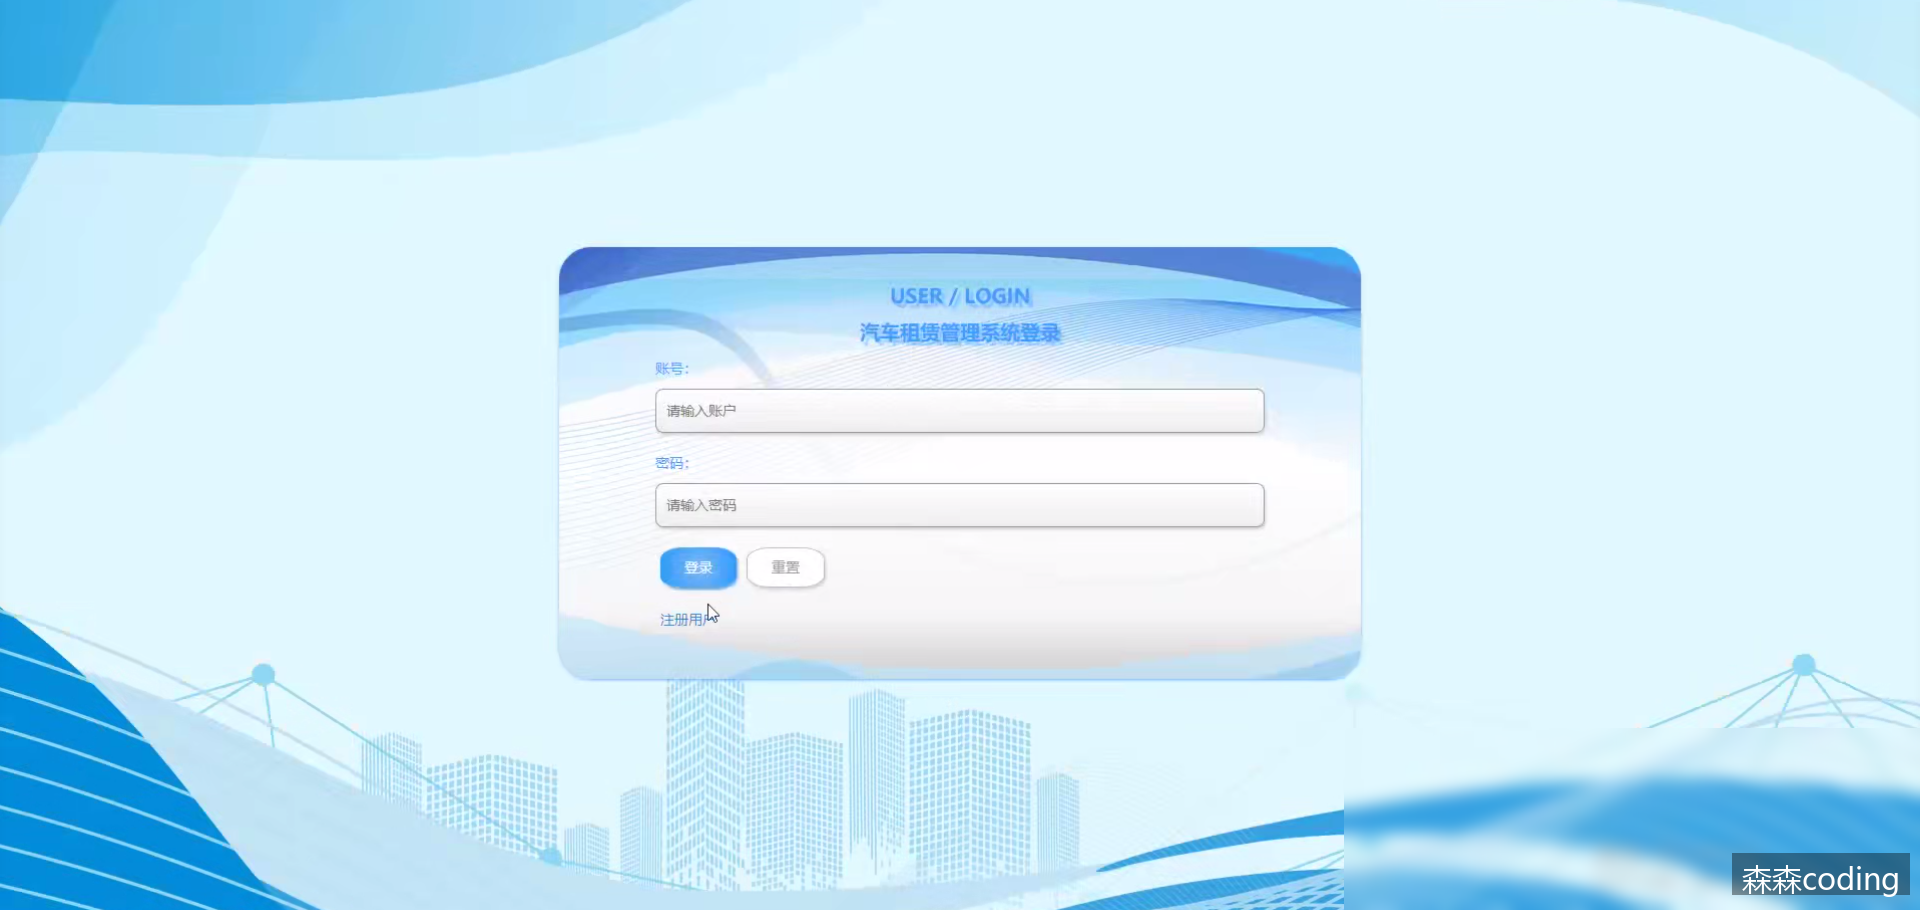 USER / LOGIN
汽车租赁管理系统登录
账号：
请输入账户
密码：
请输入密码
登录 重置
注册用户
森森coding